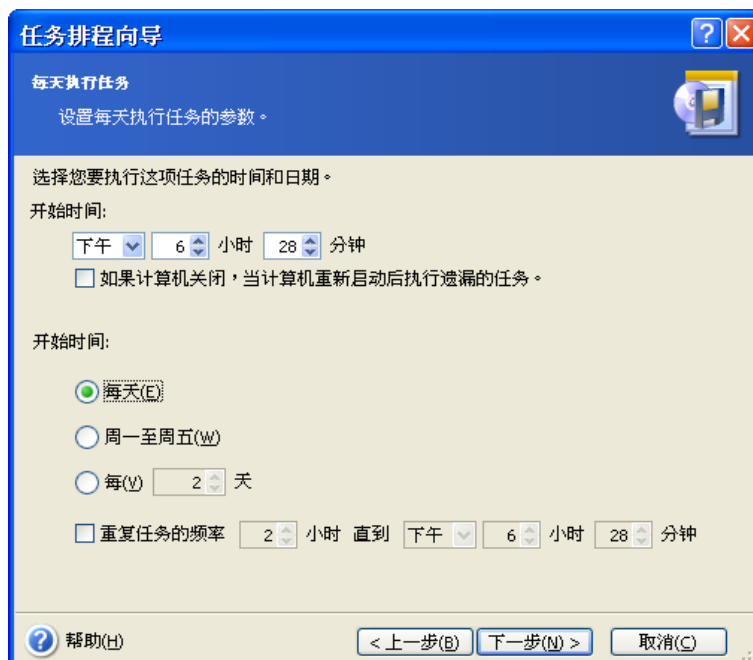 任务排程向导
每天执行任务
设置每天执行任务的参数。
选择您要执行这项任务的时间和日期。
开始时间:
下午 6 小时 28 分钟
如果计算机关闭，当计算机重新启动后执行遗漏的任务。
开始时间:
每天(E)
周一至周五(W)
每(V) 2 天
重复任务的频率 2 小时 直到 下午 6 小时 28 分钟
帮助(H) < 上一步(B) 下一步(N) > 取消(C)